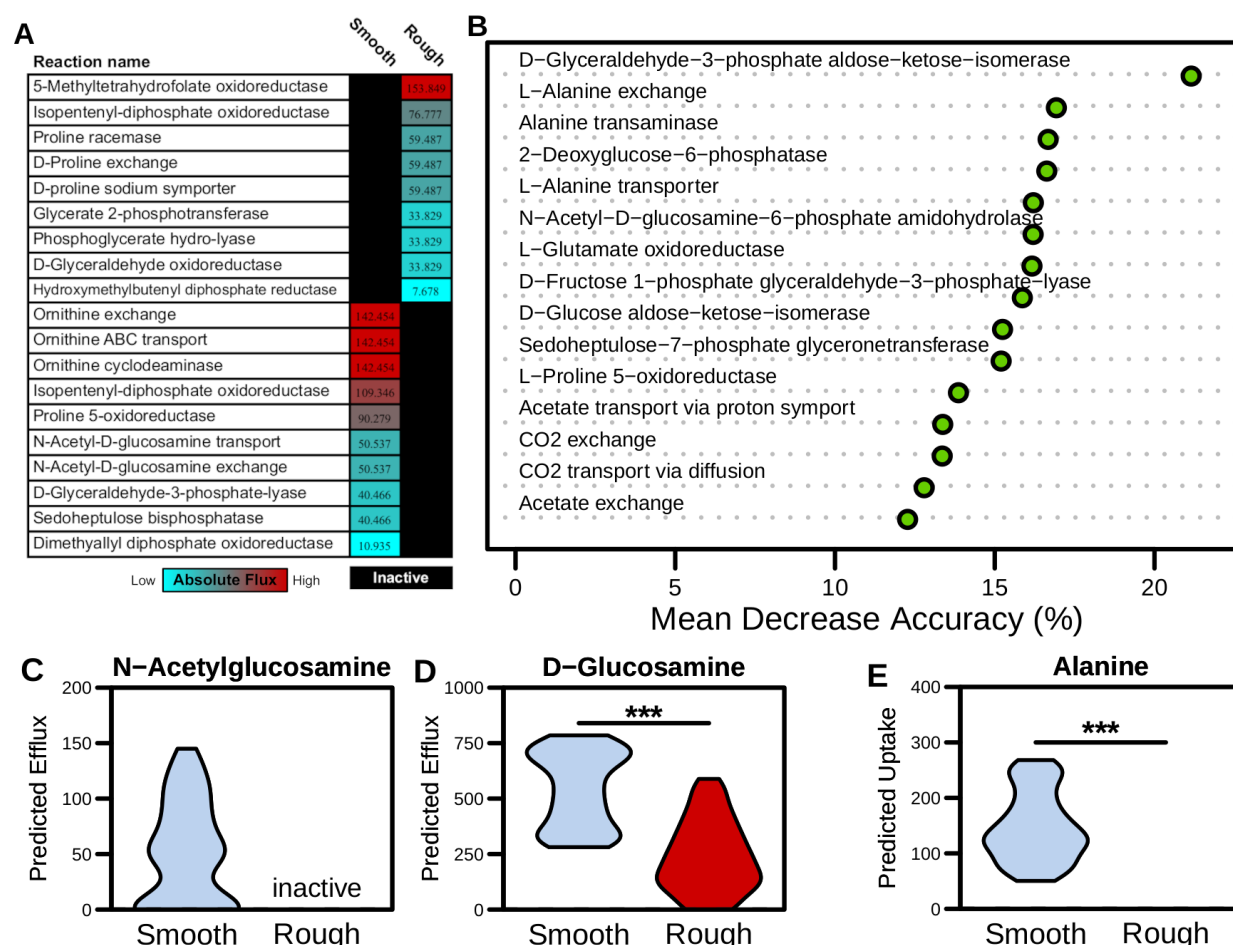 A
Smooth
Rough
Reaction name
5-Methyltetrahydrofolate oxidoreductase 153.849
Isopentenyl-diphosphate oxidoreductase 76.777
Proline racemase 59.487
D-Proline exchange 59.487
D-proline sodium symporter 59.487
Glycerate 2-phosphotransferase 33.829
Phosphoglycerate hydro-lyase 33.829
D-Glyceraldehyde oxidoreductase 33.829
Hydroxymethylbutenyl diphosphate reductase 7.678
Ornithine exchange 142.454
Ornithine ABC transport 142.454
Ornithine cyclodeaminase 142.454
Isopentenyl-diphosphate oxidoreductase 109.346
Proline 5-oxidoreductase 90.279
N-Acetyl-D-glucosamine transport 50.537
N-Acetyl-D-glucosamine exchange 50.537
D-Glyceraldehyde-3-phosphate-lyase 40.466
Sedoheptulose bisphosphatase 40.466
Dimethyallyl diphosphate oxidoreductase 10.935
Low Absolute Flux High Inactive
B
D−Glyceraldehyde−3−phosphate aldose−ketose−isomerase
L−Alanine exchange
Alanine transaminase
2−Deoxyglucose−6−phosphatase
L−Alanine transporter
N−Acetyl−D−glucosamine−6−phosphate amidohydrolase
L−Glutamate oxidoreductase
D−Fructose 1−phosphate glyceraldehyde−3−phosphate−lyase
D−Glucose aldose−ketose−isomerase
Sedoheptulose−7−phosphate glyceronetransferase
L−Proline 5−oxidoreductase
Acetate transport via proton symport
CO2 exchange
CO2 transport via diffusion
Acetate exchange
0 5 10 15 20
Mean Decrease Accuracy (%)
C
N−Acetylglucosamine
Predicted Efflux
200
150
100
50
0
inactive
Smooth Rough
D
D−Glucosamine
Predicted Efflux
1000
750
500
250
0
***
Smooth Rough
E
Alanine
Predicted Uptake
400
300
200
100
0
***
Smooth Rough